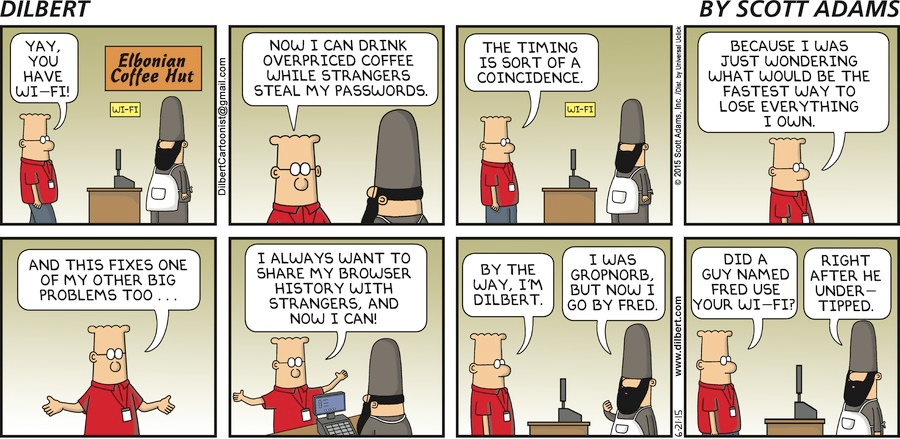 DILBERT
BY SCOTT ADAMS
YAY,
YOU
HAVE
WI-FI!
Elbonian
Coffee Hut
WI-FI
DilbertCartoonist@gmail.com
NOW I CAN DRINK
OVERPRICED COFFEE
WHILE STRANGERS
STEAL MY PASSWORDS.
THE TIMING
IS SORT OF A
COINCIDENCE.
WI-FI
© 2015 Scott Adams, Inc. /Dist. by Universal Uclick
BECAUSE I WAS
JUST WONDERING
WHAT WOULD BE THE
FASTEST WAY TO
LOSE EVERYTHING
I OWN.
AND THIS FIXES ONE
OF MY OTHER BIG
PROBLEMS TOO . . .
I ALWAYS WANT TO
SHARE MY BROWSER
HISTORY WITH
STRANGERS, AND
NOW I CAN!
BY THE
WAY, I'M
DILBERT.
I WAS
GROPNORB,
BUT NOW I
GO BY FRED.
6-21-15
www.dilbert.com
DID A
GUY NAMED
FRED USE
YOUR WI-FI?
RIGHT
AFTER HE
UNDER-
TIPPED.